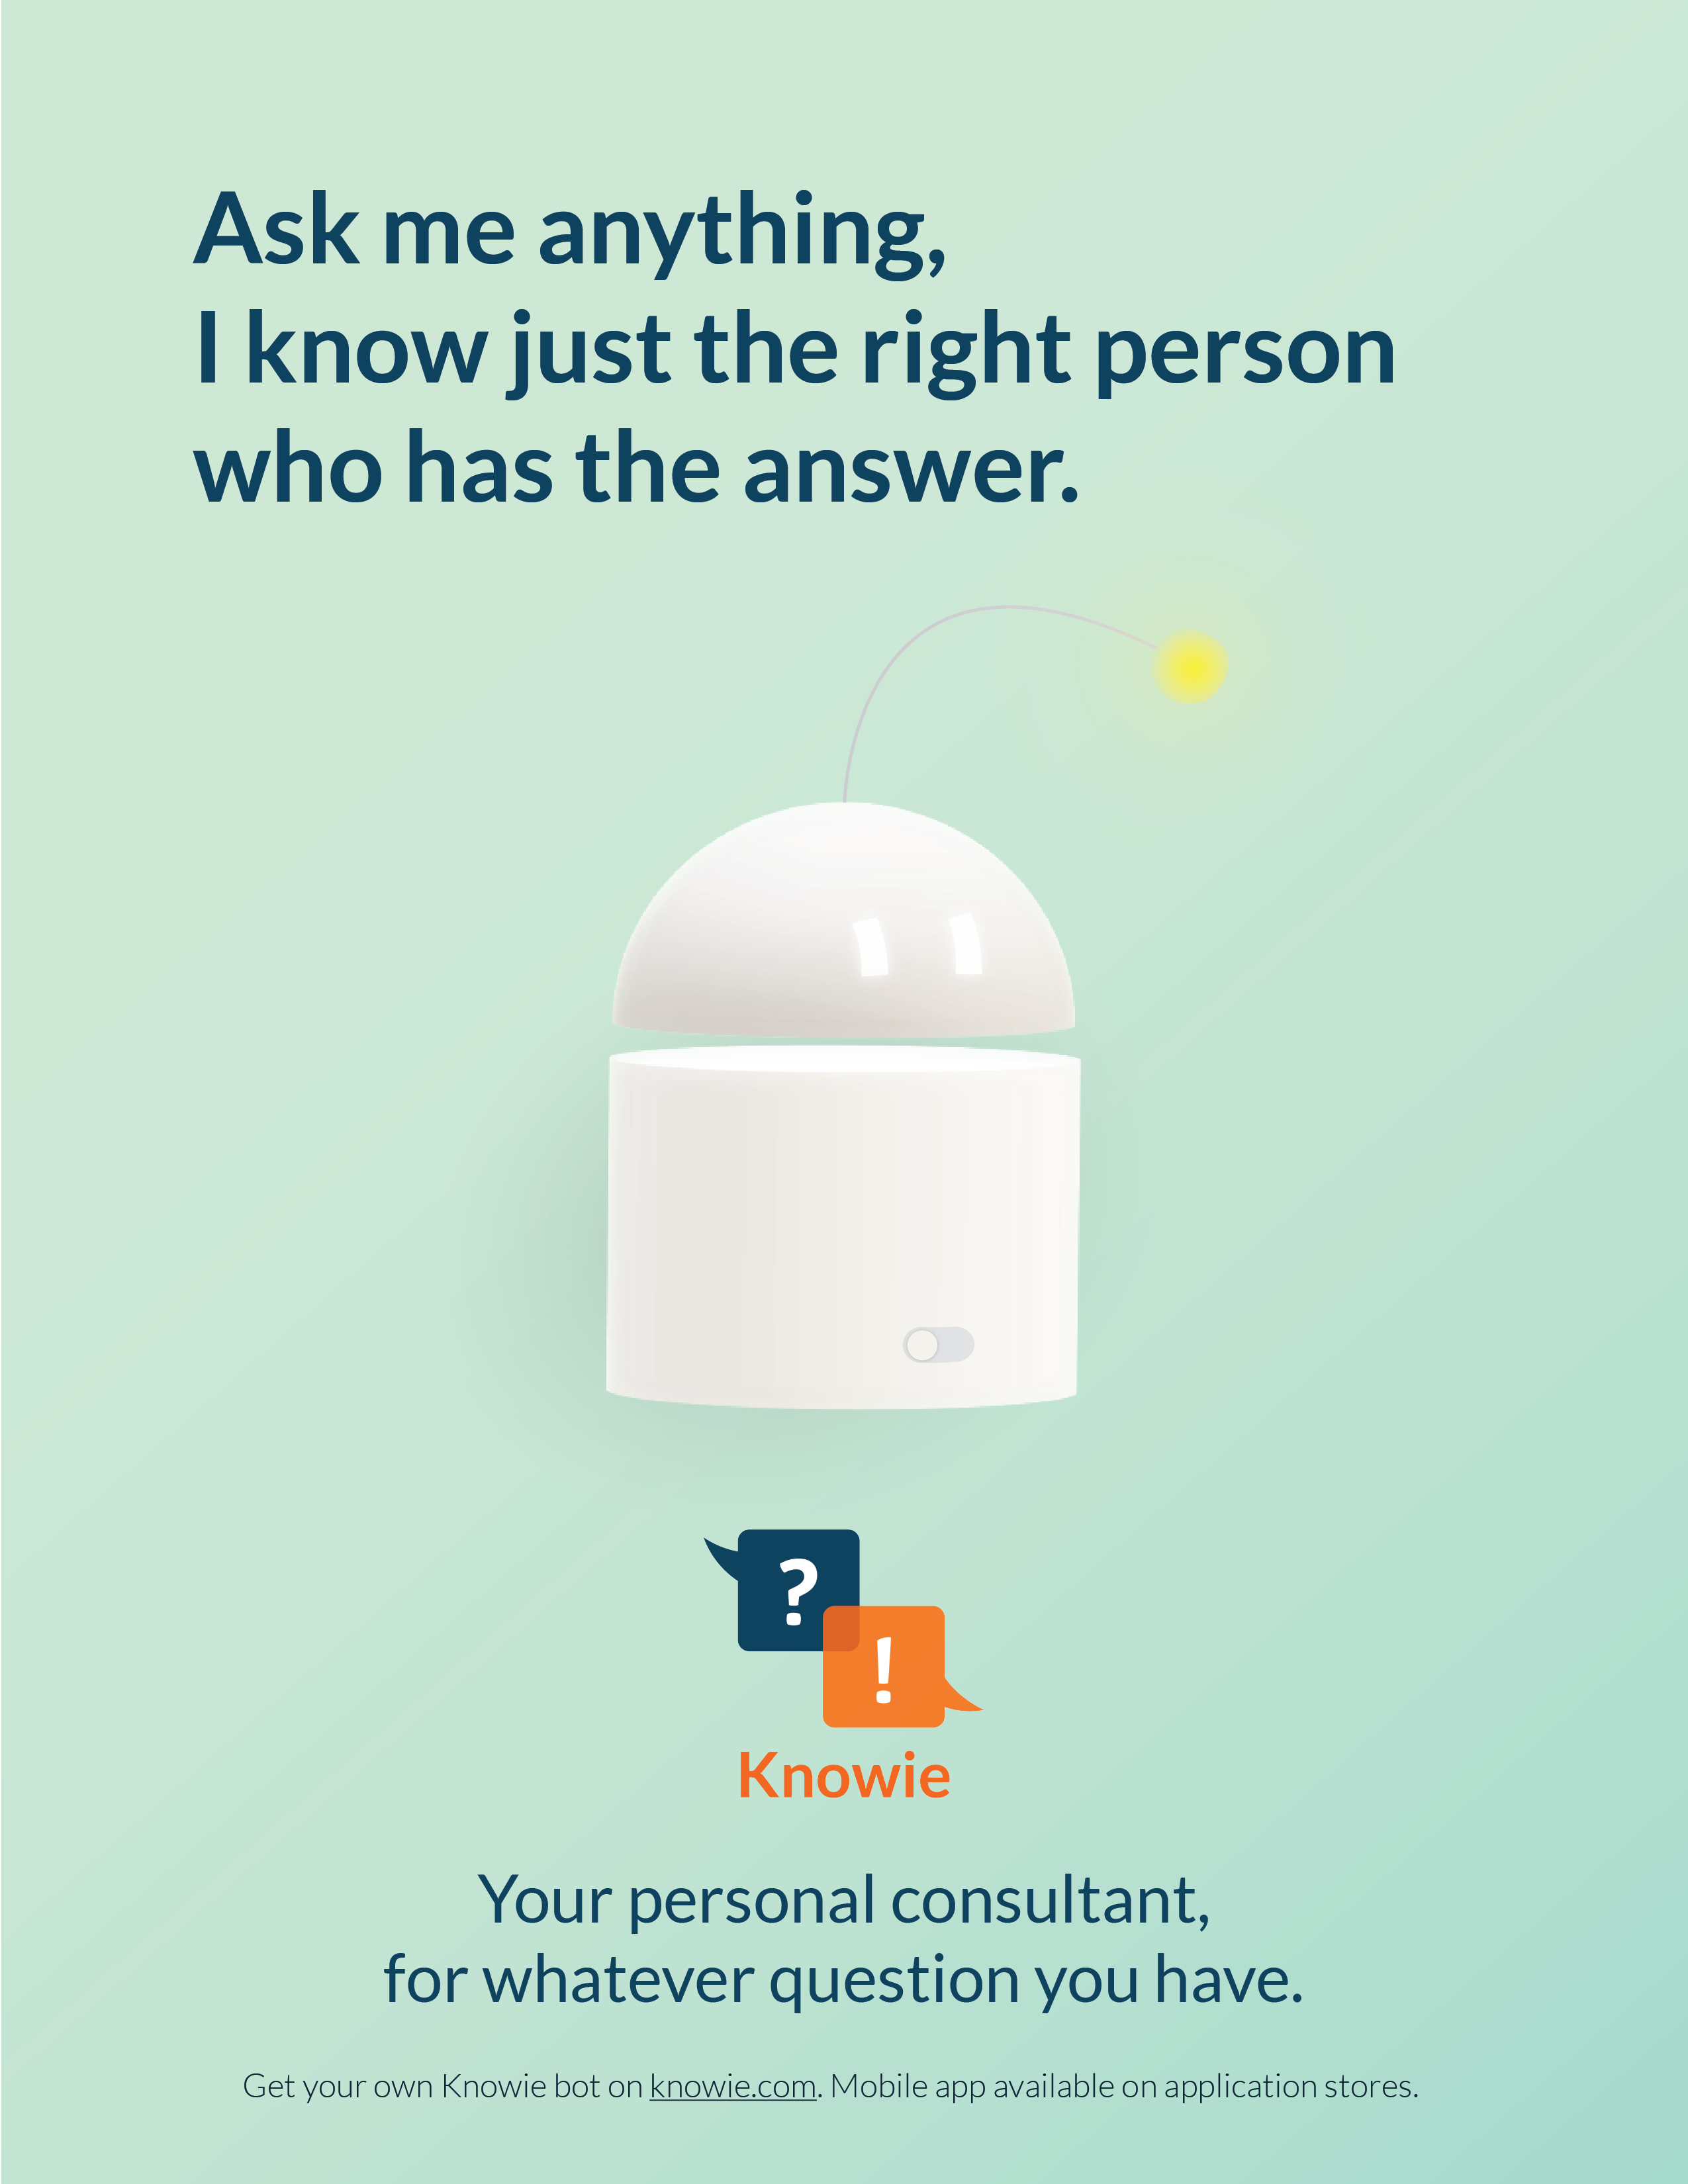 Ask me anything,
I know just the right person
who has the answer.
?
!
Knowie
Your personal consultant,
for whatever question you have.
Get your own Knowie bot on knowie.com. Mobile app available on application stores.